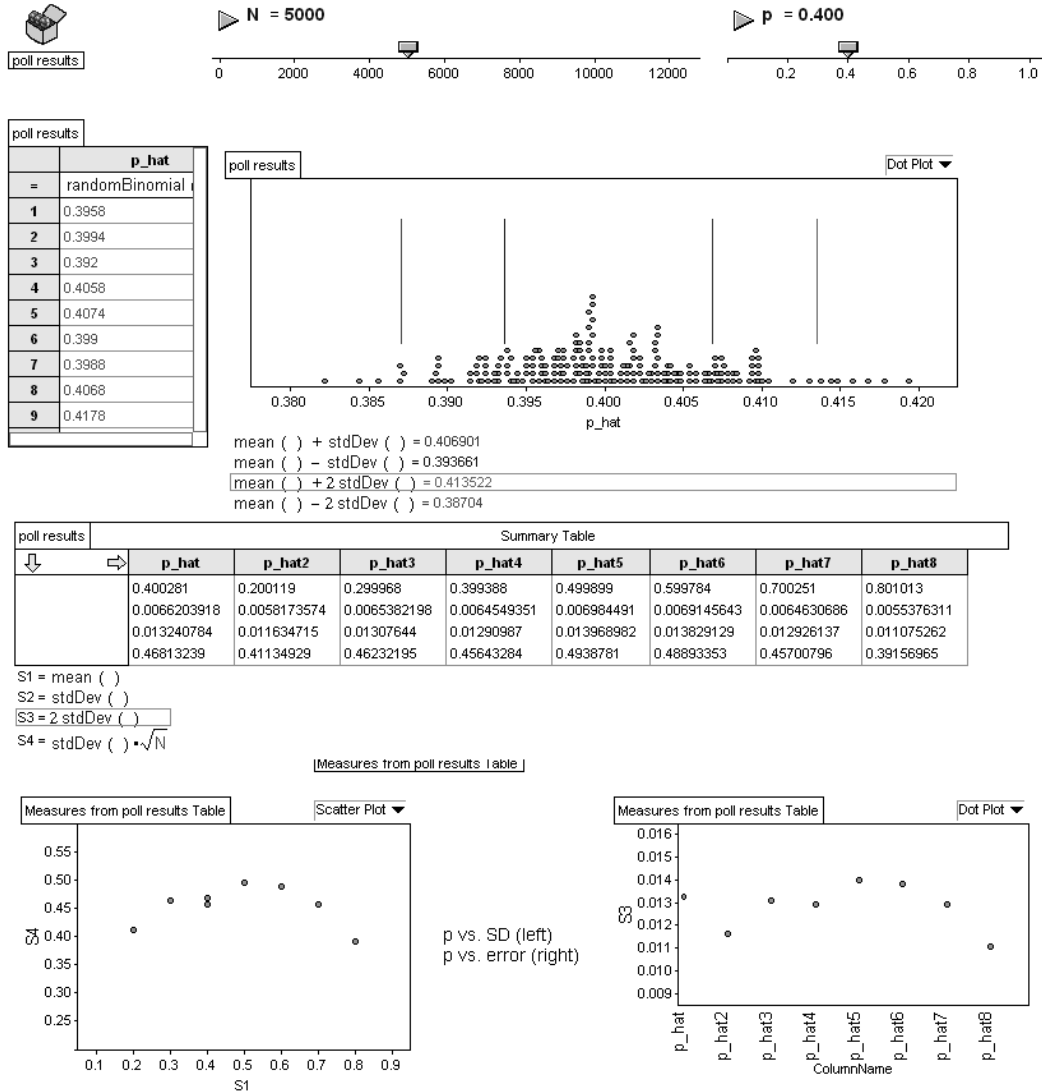 N = 5000
p = 0.400
poll results
0 2000 4000 6000 8000 10000 12000
0.2 0.4 0.6 0.8 1.0
poll results
p_hat
= randomBinomial
1 0.3958
2 0.3994
3 0.392
4 0.4058
5 0.4074
6 0.399
7 0.3988
8 0.4068
9 0.4178
poll results
Dot Plot
0.380 0.385 0.390 0.395 0.400 0.405 0.410 0.415 0.420
p_hat
mean ( ) + stdDev ( ) = 0.406901
mean ( ) − stdDev ( ) = 0.393661
mean ( ) + 2 stdDev ( ) = 0.413522
mean ( ) − 2 stdDev ( ) = 0.38704
poll results
Summary Table
p_hat p_hat2 p_hat3 p_hat4 p_hat5 p_hat6 p_hat7 p_hat8
0.400281 0.200119 0.299968 0.399388 0.499899 0.599784 0.700251 0.801013
0.0066203918 0.0058173574 0.0065382198 0.0064549351 0.006984491 0.0069145643 0.0064630686 0.0055376311
0.013240784 0.011634715 0.01307644 0.01290987 0.013968982 0.013829129 0.012926137 0.011075262
0.46813239 0.41134929 0.46232195 0.45643284 0.4938781 0.48893353 0.45700796 0.39156965
S1 = mean ( )
S2 = stdDev ( )
S3 = 2 stdDev ( )
S4 = stdDev ( ) •√N
Measures from poll results Table
Measures from poll results Table
Scatter Plot
0.55
0.50
0.45
0.40
0.35
0.30
0.25
S4
0.1 0.2 0.3 0.4 0.5 0.6 0.7 0.8 0.9
S1
p vs. SD (left)
p vs. error (right)
Measures from poll results Table
Dot Plot
0.016
0.015
0.014
0.013
0.012
0.011
0.010
0.009
S3
p_hat p_hat2 p_hat3 p_hat4 p_hat5 p_hat6 p_hat7 p_hat8
ColumnName